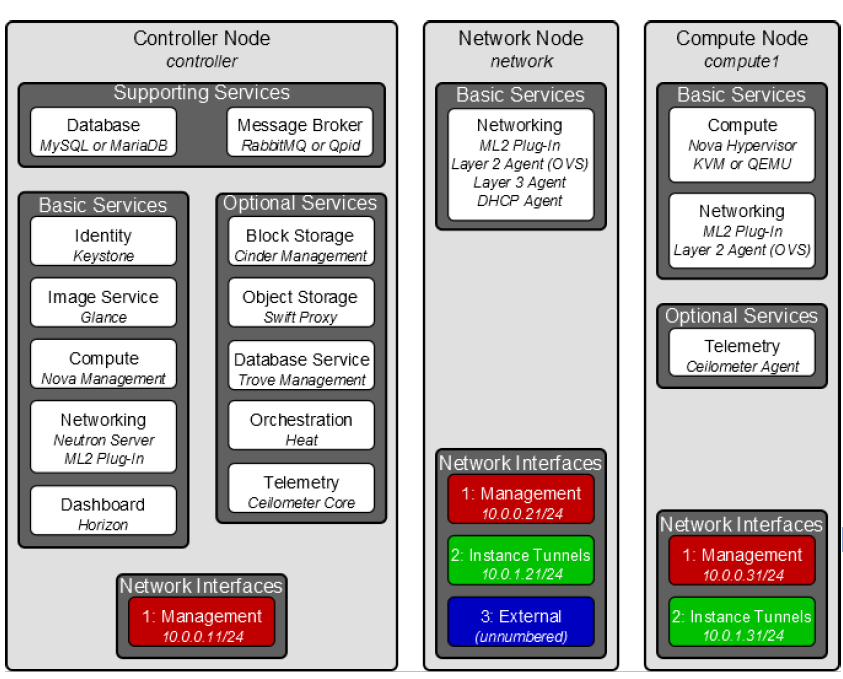 Controller Node
controller
Supporting Services
Database
MySQL or MariaDB
Message Broker
RabbitMQ or Qpid
Basic Services
Identity
Keystone
Image Service
Glance
Compute
Nova Management
Networking
Neutron Server
ML2 Plug-In
Dashboard
Horizon
Optional Services
Block Storage
Cinder Management
Object Storage
Swift Proxy
Database Service
Trove Management
Orchestration
Heat
Telemetry
Ceilometer Core
Network Interfaces
1: Management
10.0.0.11/24
Network Node
network
Basic Services
Networking
ML2 Plug-In
Layer 2 Agent (OVS)
Layer 3 Agent
DHCP Agent
Network Interfaces
1: Management
10.0.0.21/24
2: Instance Tunnels
10.0.1.21/24
3: External
(unnumbered)
Compute Node
compute1
Basic Services
Compute
Nova Hypervisor
KVM or QEMU
Networking
ML2 Plug-In
Layer 2 Agent (OVS)
Optional Services
Telemetry
Ceilometer Agent
Network Interfaces
1: Management
10.0.0.31/24
2: Instance Tunnels
10.0.1.31/24